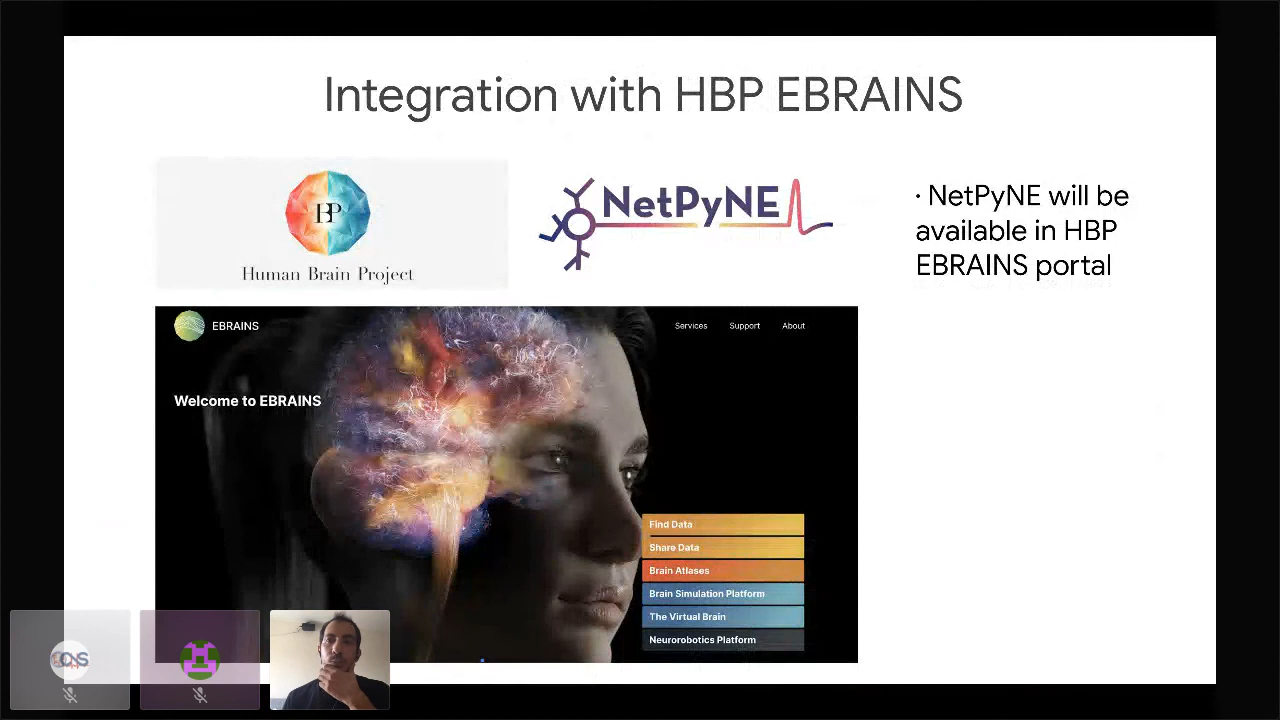 Integration with HBP EBRAINS
HBP
Human Brain Project
NetPyNE
· NetPyNE will be
available in HBP
EBRAINS portal
EBRAINS
Services
Support
About
Welcome to EBRAINS
Find Data
Share Data
Brain Atlases
Brain Simulation Platform
The Virtual Brain
Neurorobotics Platform